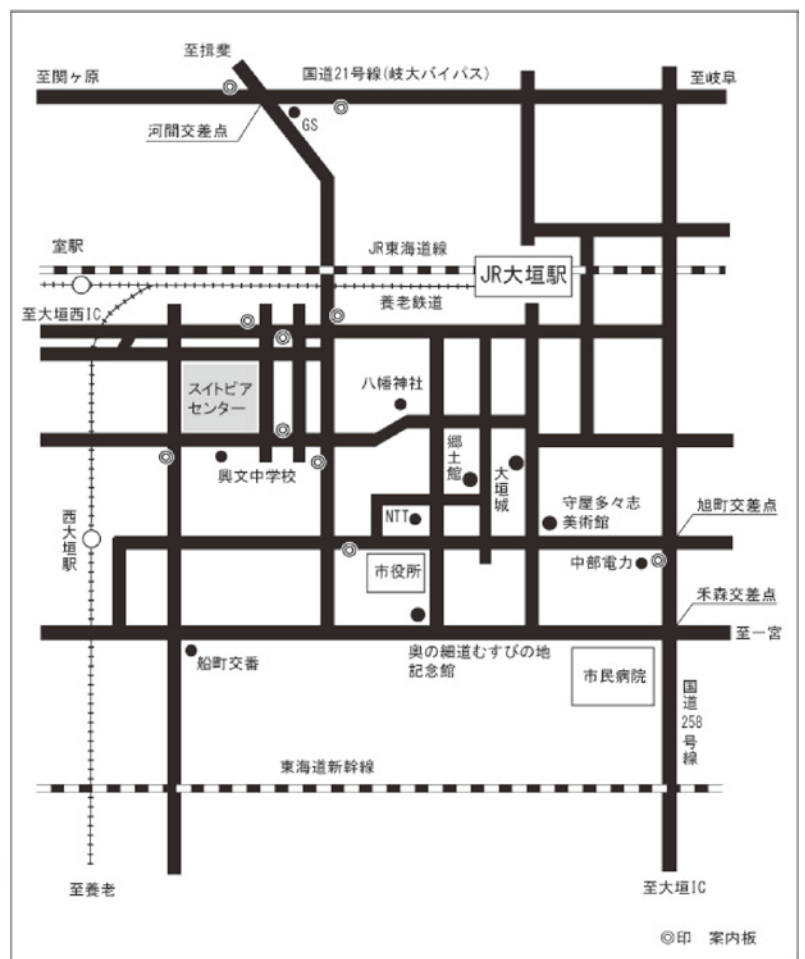 至揖斐
国道21号線(岐大バイパス)
至関ヶ原
至岐阜
GS
河間交差点
室駅
JR東海道線
JR大垣駅
養老鉄道
至大垣西IC
八幡神社
スイトピア
センター
郷土館
大垣城
興文中学校
守屋多々志
美術館
旭町交差点
NTT
西大垣駅
中部電力
市役所
禾森交差点
至一宮
奥の細道むすびの地
記念館
船町交番
市民病院
国道258号線
東海道新幹線
至養老
至大垣IC
◎印 案内板